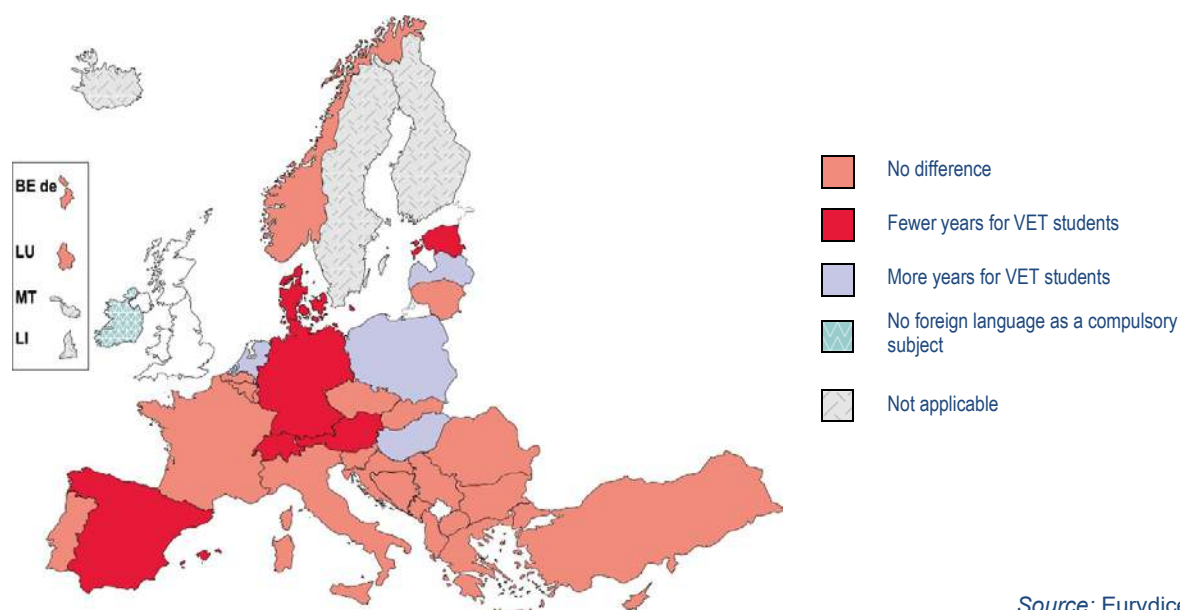 BE de
LU
MT
LI
No difference
Fewer years for VET students
More years for VET students
No foreign language as a compulsory
subject
Not applicable
Source: Eurydice